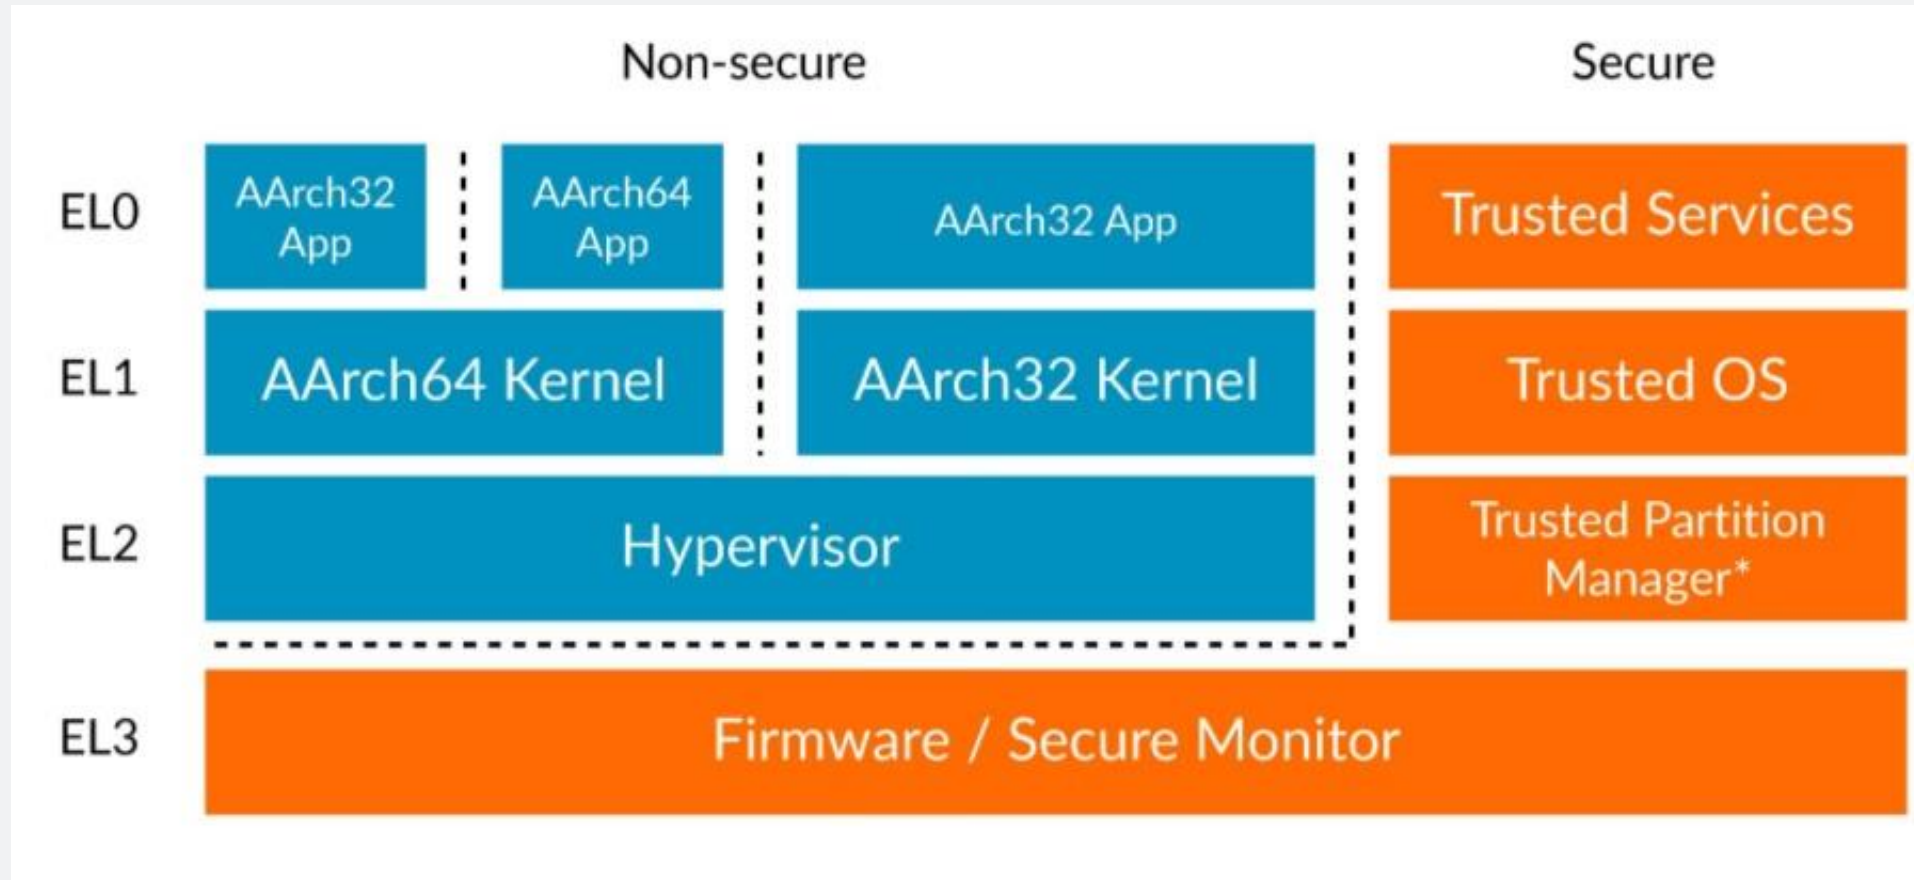 Non-secure
Secure
EL0
AArch32
App
AArch64
App
AArch32 App
Trusted Services
EL1
AArch64 Kernel
AArch32 Kernel
Trusted OS
EL2
Hypervisor
Trusted Partition
Manager*
EL3
Firmware / Secure Monitor